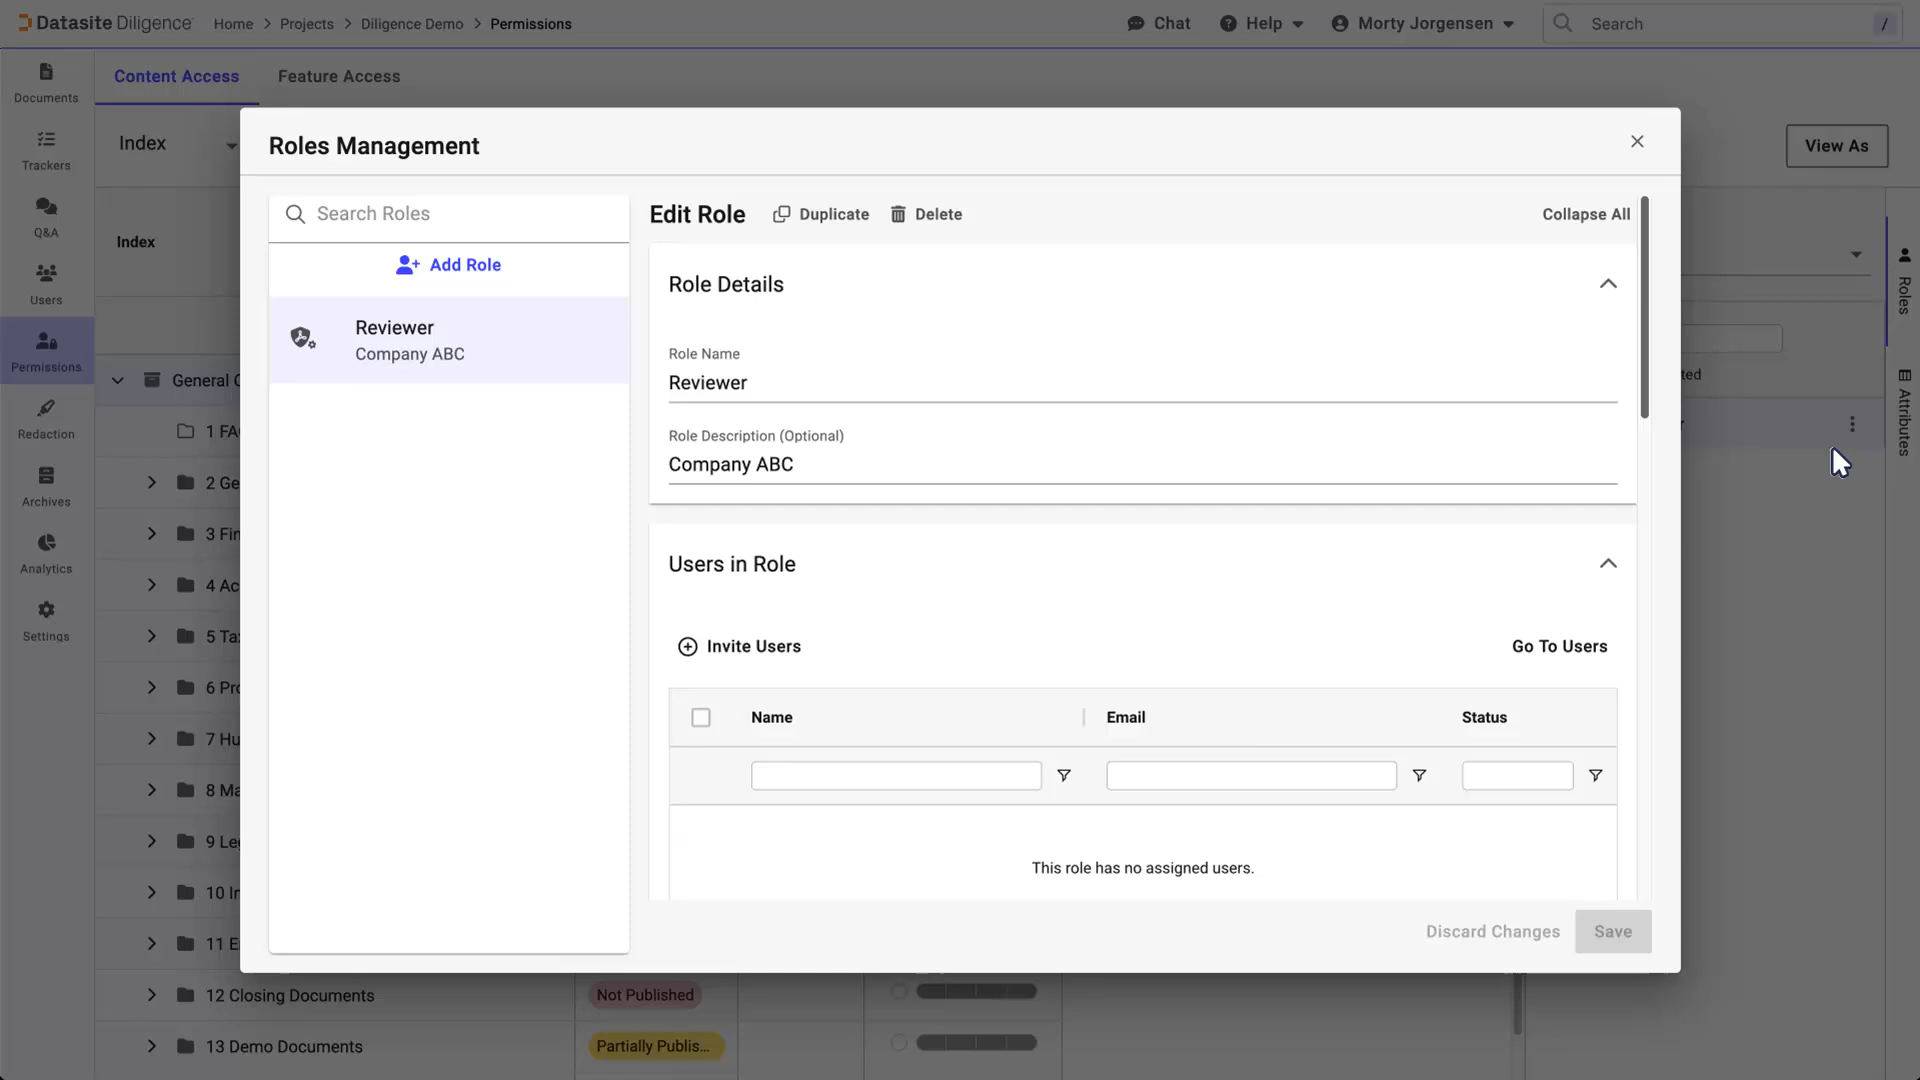 Datasite Diligence
Home > Projects > Diligence Demo > Permissions
Chat
Help
Morty Jorgensen
Search
/
Documents
Trackers
Q&A
Users
Permissions
Redaction
Archives
Analytics
Settings
Content Access
Feature Access
Index
View As
Index
General
1 FA
2 Ge
3 Fin
4 Ac
5 Ta
6 Pro
7 Hu
8 Ma
9 Le
10 In
11 E
12 Closing Documents
Not Published
13 Demo Documents
Partially Publis...
Roles Management
Search Roles
Add Role
Reviewer
Company ABC
Edit Role
Duplicate
Delete
Collapse All
Role Details
Role Name
Reviewer
Role Description (Optional)
Company ABC
Users in Role
Invite Users
Go To Users
Name
Email
Status
This role has no assigned users.
Discard Changes
Save
ted
Roles
Attributes